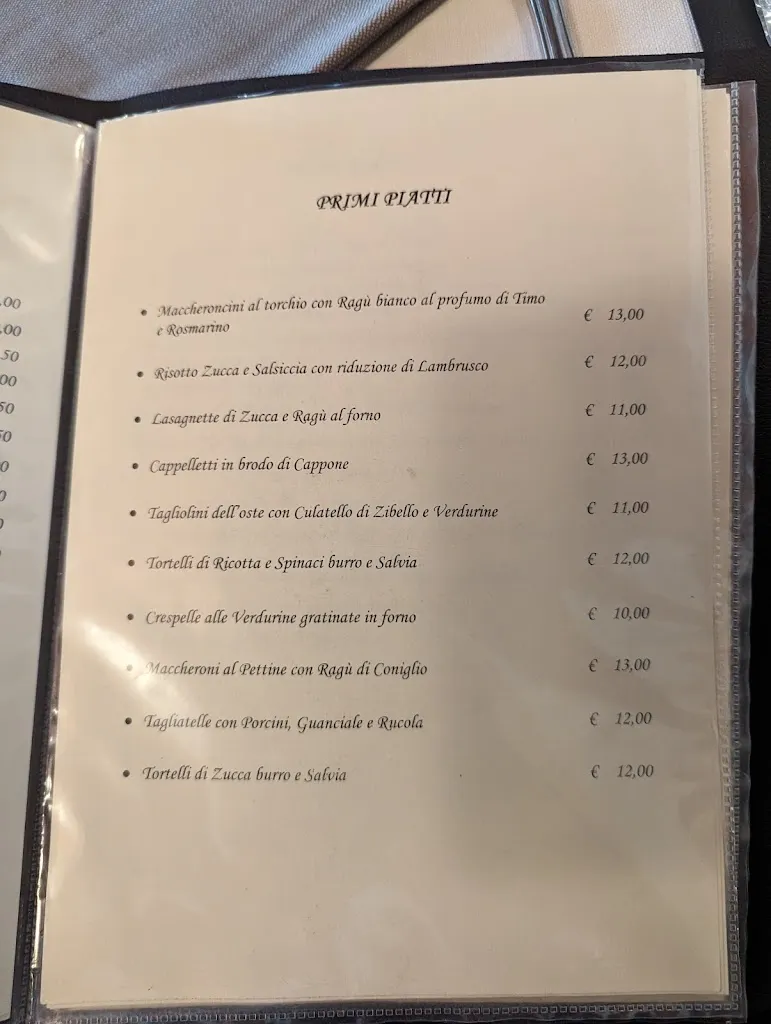 PRIMI PIATTI
• Maccheroncini al torchio con Ragù bianco al profumo di Timo
e Rosmarino € 13,00
• Risotto Zucca e Salsiccia con riduzione di Lambrusco € 12,00
• Lasagnette di Zucca e Ragù al forno € 11,00
• Cappelletti in brodo di Cappone € 13,00
• Tagliolini dell'oste con Culatello di Zibello e Verdurine € 11,00
• Tortelli di Ricotta e Spinaci burro e Salvia € 12,00
• Crespelle alle Verdurine gratinate in forno € 10,00
• Maccheroni al Pettine con Ragù di Coniglio € 13,00
• Tagliatelle con Porcini, Guanciale e Rucola € 12,00
• Tortelli di Zucca burro e Salvia € 12,00